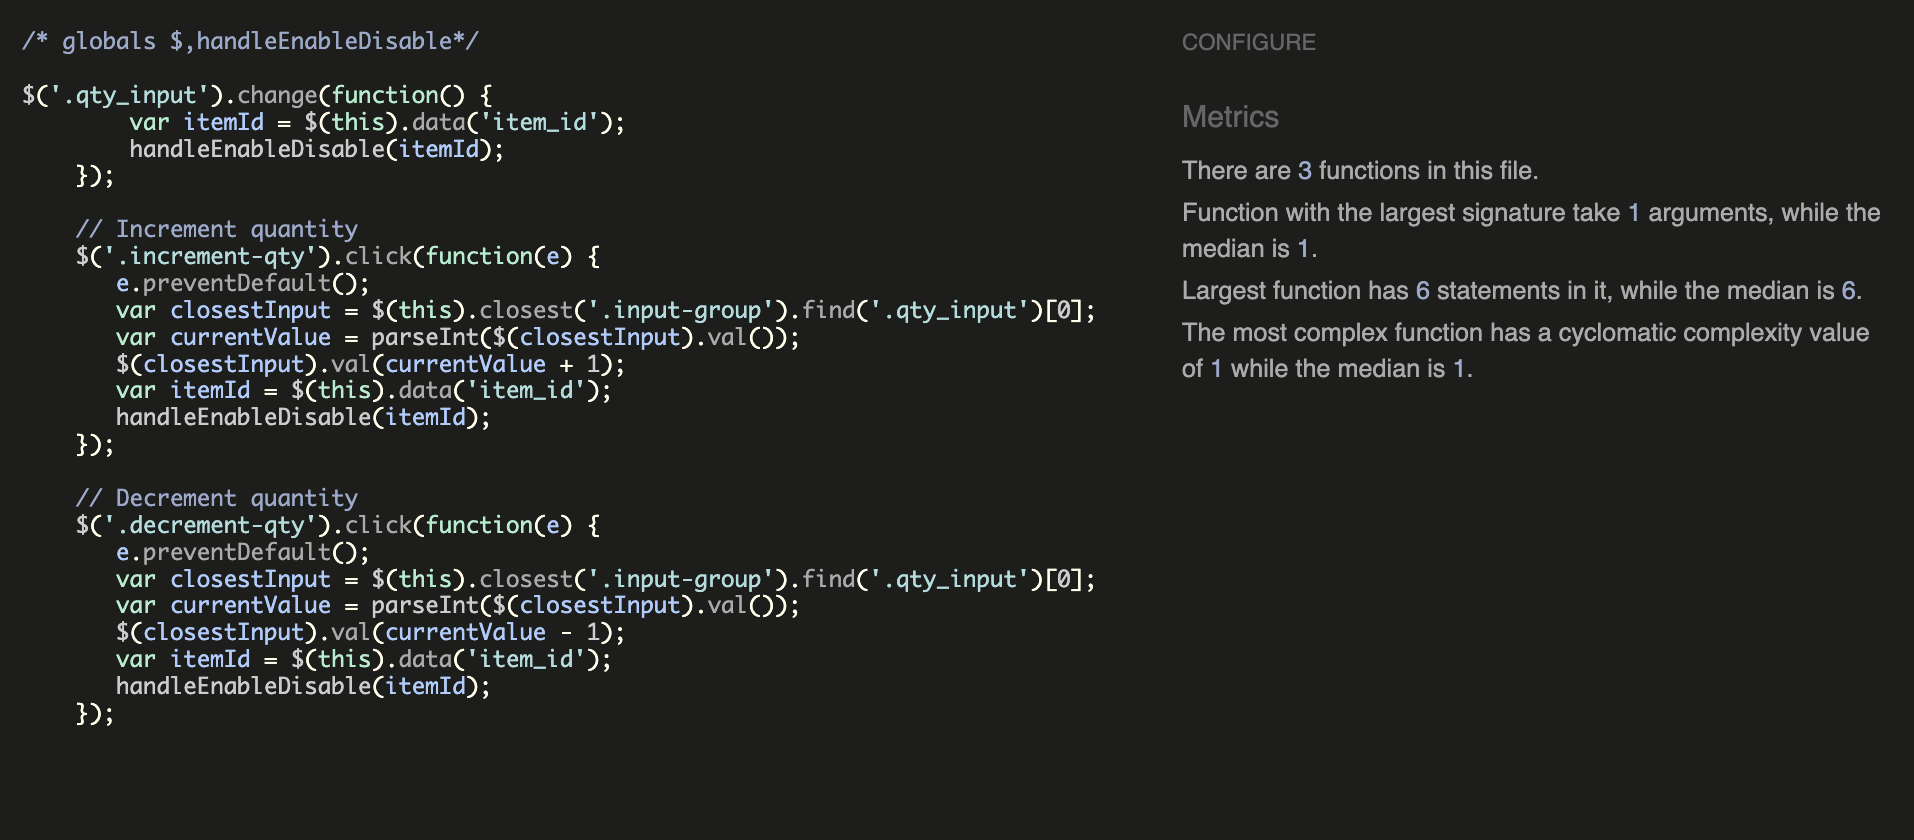 /* globals $,handleEnableDisable*/
$('.qty_input').change(function() {
var itemId = $(this).data('item_id');
handleEnableDisable(itemId);
});
// Increment quantity
$('.increment-qty').click(function(e) {
e.preventDefault();
var closestInput = $(this).closest('.input-group').find('.qty_input')[0];
var currentValue = parseInt($(closestInput).val());
$(closestInput).val(currentValue + 1);
var itemId = $(this).data('item_id');
handleEnableDisable(itemId);
});
// Decrement quantity
$('.decrement-qty').click(function(e) {
e.preventDefault();
var closestInput = $(this).closest('.input-group').find('.qty_input')[0];
var currentValue = parseInt($(closestInput).val());
$(closestInput).val(currentValue - 1);
var itemId = $(this).data('item_id');
handleEnableDisable(itemId);
});
CONFIGURE
Metrics
There are 3 functions in this file.
Function with the largest signature take 1 arguments, while the
median is 1.
Largest function has 6 statements in it, while the median is 6.
The most complex function has a cyclomatic complexity value
of 1 while the median is 1.